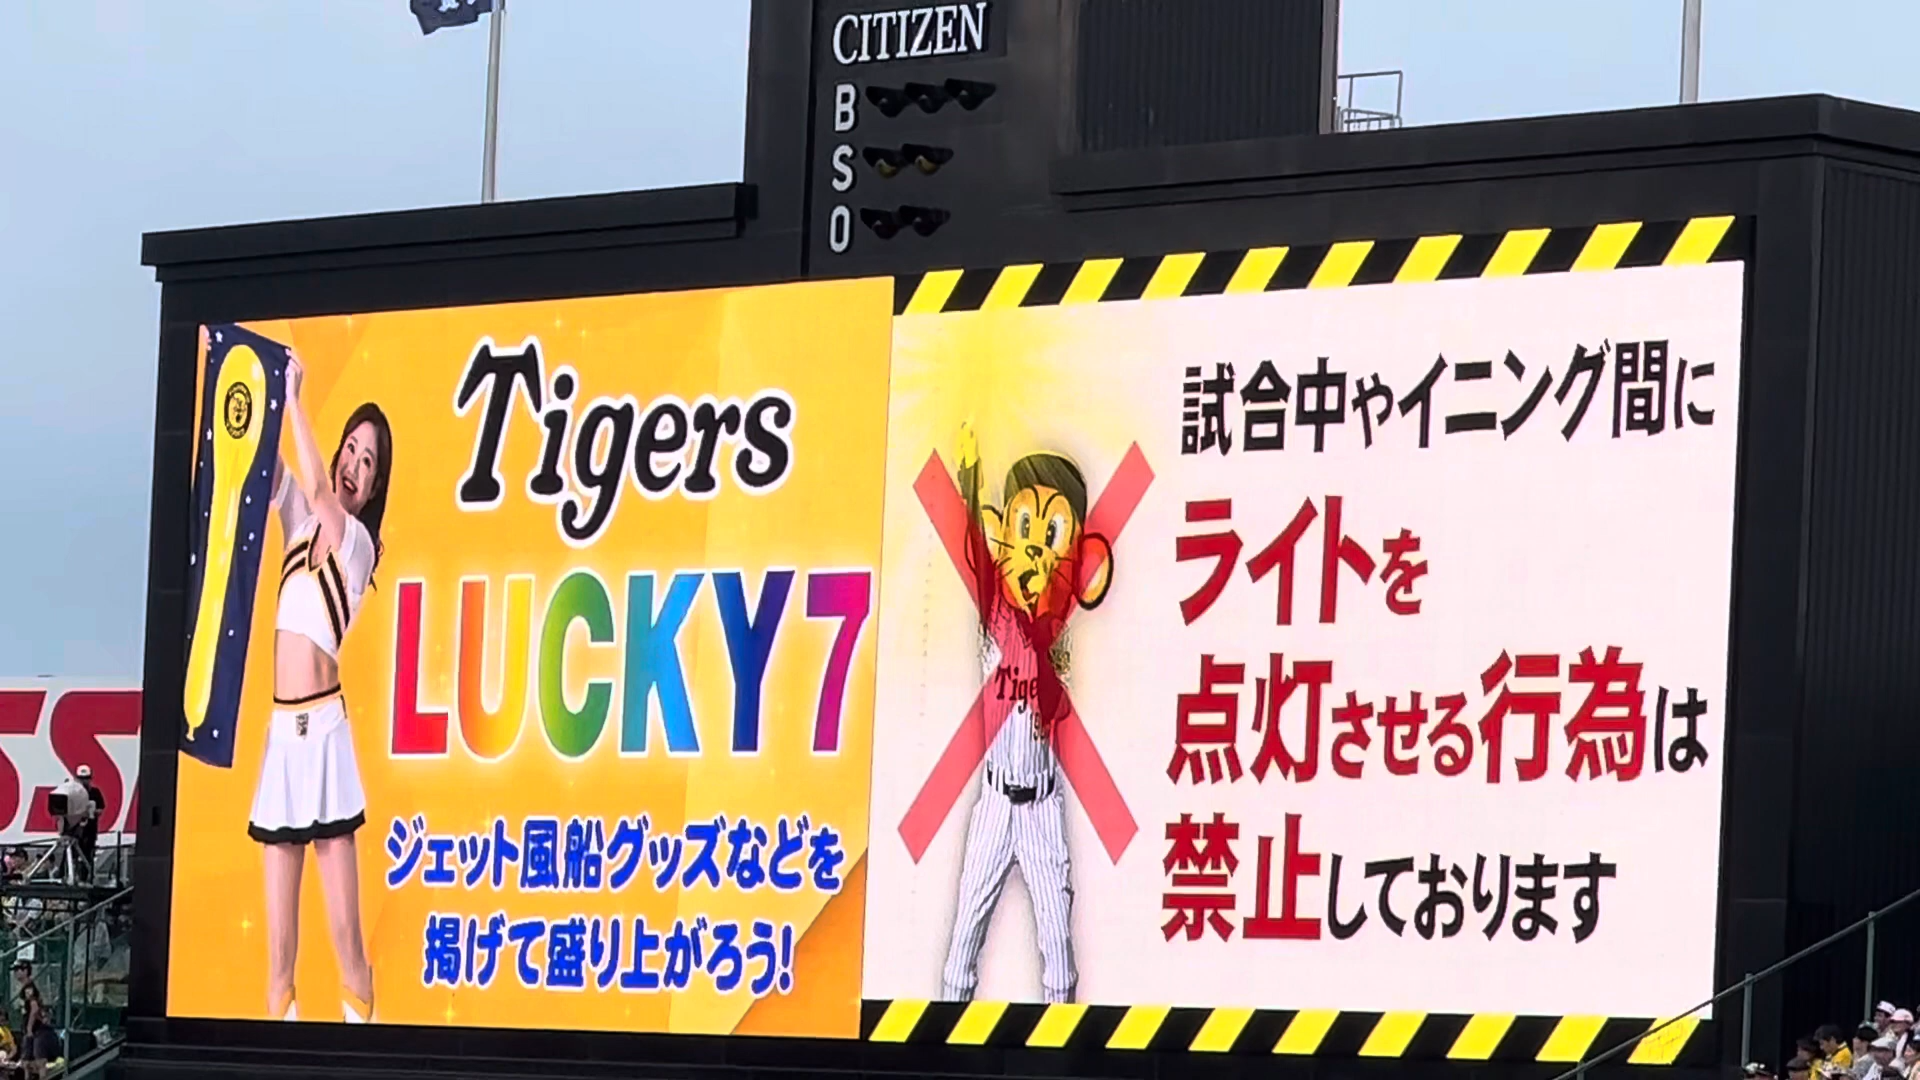 CITIZEN
B
S
O
Tigers
LUCKY7
ジェット風船グッズなどを
掲げて盛り上がろう!
試合中やイニング間に
ライトを
点灯させる行為は
禁止しております